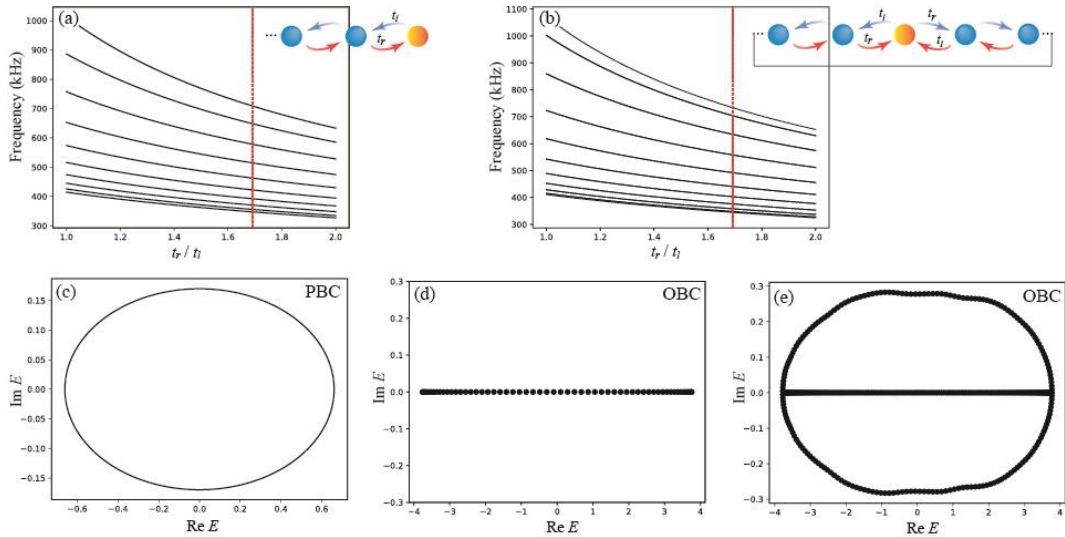 (a)
t_l
t_r
...
Frequency (kHz)
1000
900
800
700
600
500
400
300
1.0 1.2 1.4 1.6 1.8 2.0
t_r / t_l
(b)
t_l t_r
t_r t_l
... ...
Frequency (kHz)
1100
1000
900
800
700
600
500
400
300
1.0 1.2 1.4 1.6 1.8 2.0
t_r / t_l
(c) PBC
Im E
0.15
0.10
0.05
0.00
−0.05
−0.10
−0.15
−0.6 −0.4 −0.2 0.0 0.2 0.4 0.6
Re E
(d) OBC
Im E
0.3
0.2
0.1
0.0
−0.1
−0.2
−0.3
−4 −3 −2 −1 0 1 2 3 4
Re E
(e) OBC
Im E
0.3
0.2
0.1
0.0
−0.1
−0.2
−0.3
−4 −3 −2 −1 0 1 2 3 4
Re E